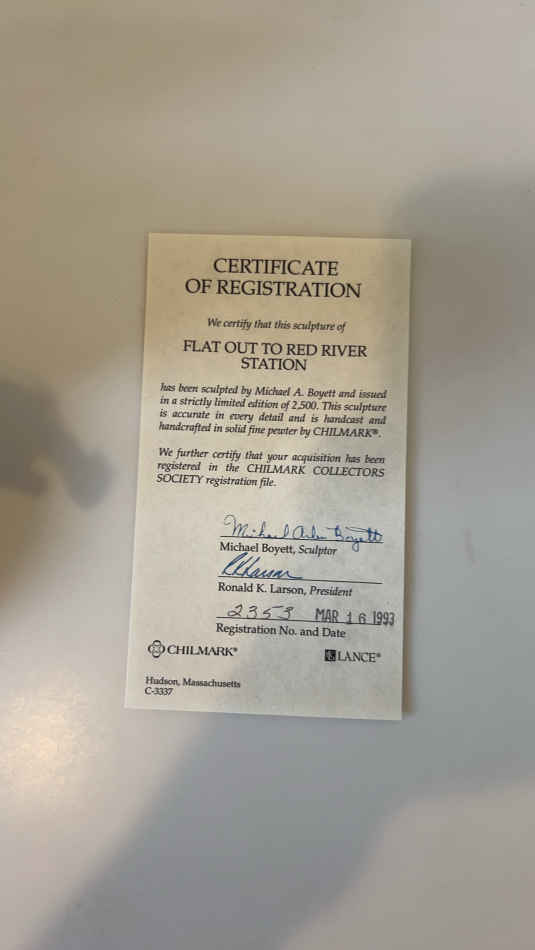 CERTIFICATE
OF REGISTRATION
We certify that this sculpture of
FLAT OUT TO RED RIVER
STATION
has been sculpted by Michael A. Boyett and issued
in a strictly limited edition of 2,500. This sculpture
is accurate in every detail and is handcast and
handcrafted in solid fine pewter by CHILMARK®.
We further certify that your acquisition has been
registered in the CHILMARK COLLECTORS
SOCIETY registration file.
Michael Arlen Boyett
Michael Boyett, Sculptor
RKLarson
Ronald K. Larson, President
2353 MAR 16 1993
Registration No. and Date
CHILMARK® LANCE®
Hudson, Massachusetts
C-3337